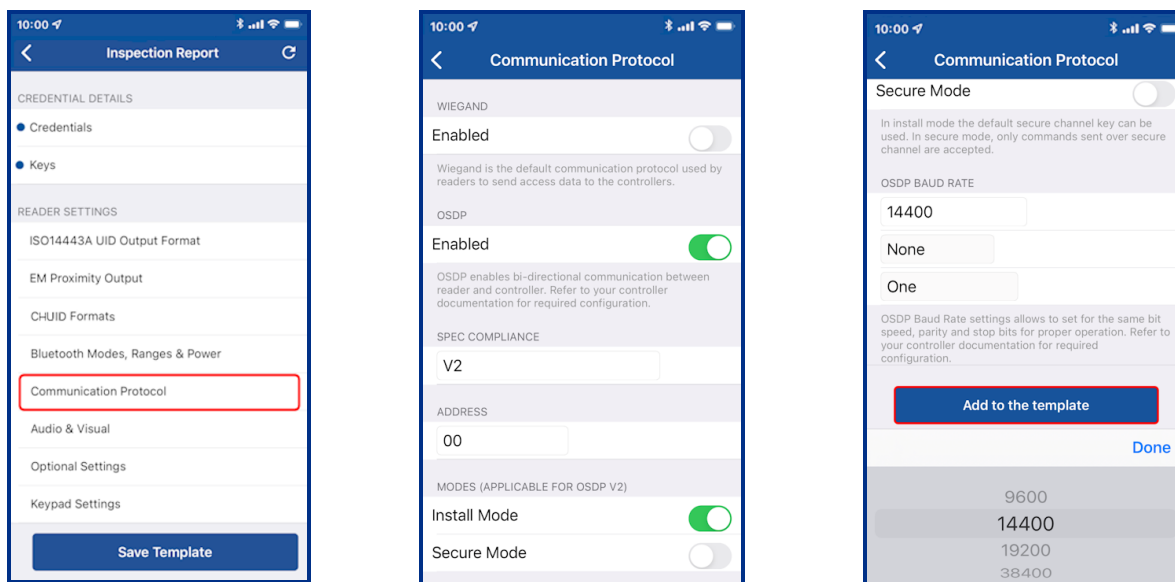 10:00
Inspection Report
CREDENTIAL DETAILS
Credentials
Keys
READER SETTINGS
ISO14443A UID Output Format
EM Proximity Output
CHUID Formats
Bluetooth Modes, Ranges & Power
Communication Protocol
Audio & Visual
Optional Settings
Keypad Settings
Save Template
10:00
Communication Protocol
WIEGAND
Enabled
Wiegand is the default communication protocol used by
readers to send access data to the controllers.
OSDP
Enabled
OSDP enables bi-directional communication between
reader and controller. Refer to your controller
documentation for required configuration.
SPEC COMPLIANCE
V2
ADDRESS
00
MODES (APPLICABLE FOR OSDP V2)
Install Mode
Secure Mode
10:00
Communication Protocol
Secure Mode
In install mode the default secure channel key can be
used. In secure mode, only commands sent over secure
channel are accepted.
OSDP BAUD RATE
14400
None
One
OSDP Baud Rate settings allows to set for the same bit
speed, parity and stop bits for proper operation. Refer to
your controller documentation for required
configuration.
Add to the template
Done
9600
14400
19200
38400